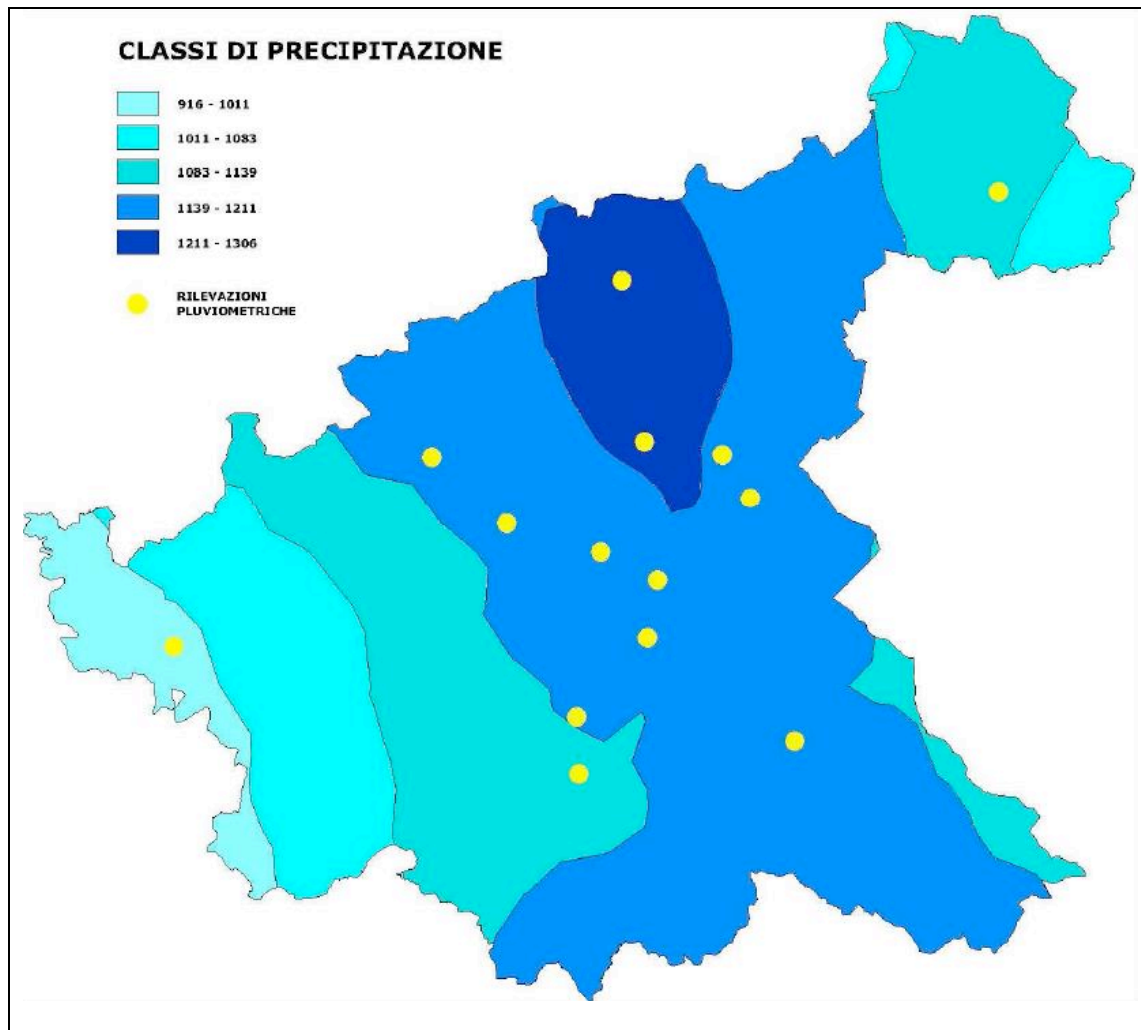 CLASSI DI PRECIPITAZIONE
916 - 1011
1011 - 1083
1083 - 1139
1139 - 1211
1211 - 1306
RILEVAZIONI
PLUVIOMETRICHE